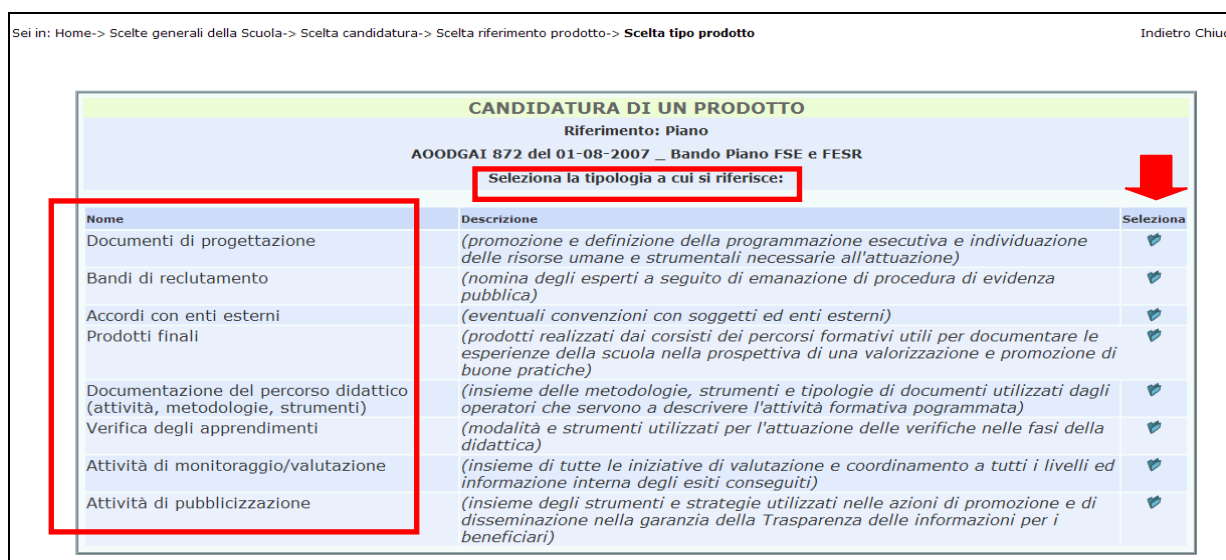 Sei in: Home-> Scelte generali della Scuola-> Scelta candidatura-> Scelta riferimento prodotto-> Scelta tipo prodotto Indietro Chiud
CANDIDATURA DI UN PRODOTTO
Riferimento: Piano
AOODGAI 872 del 01-08-2007 _ Bando Piano FSE e FESR
Seleziona la tipologia a cui si riferisce:
Nome Descrizione Seleziona
Documenti di progettazione (promozione e definizione della programmazione esecutiva e individuazione
delle risorse umane e strumentali necessarie all'attuazione)
Bandi di reclutamento (nomina degli esperti a seguito di emanazione di procedura di evidenza
pubblica)
Accordi con enti esterni (eventuali convenzioni con soggetti ed enti esterni)
Prodotti finali (prodotti realizzati dai corsisti dei percorsi formativi utili per documentare le
esperienze della scuola nella prospettiva di una valorizzazione e promozione di
buone pratiche)
Documentazione del percorso didattico (insieme delle metodologie, strumenti e tipologie di documenti utilizzati dagli
(attività, metodologie, strumenti) operatori che servono a descrivere l'attività formativa pogrammata)
Verifica degli apprendimenti (modalità e strumenti utilizzati per l'attuazione delle verifiche nelle fasi della
didattica)
Attività di monitoraggio/valutazione (insieme di tutte le iniziative di valutazione e coordinamento a tutti i livelli ed
informazione interna degli esiti conseguiti)
Attività di pubblicizzazione (insieme degli strumenti e strategie utilizzati nelle azioni di promozione e di
disseminazione nella garanzia della Trasparenza delle informazioni per i
beneficiari)